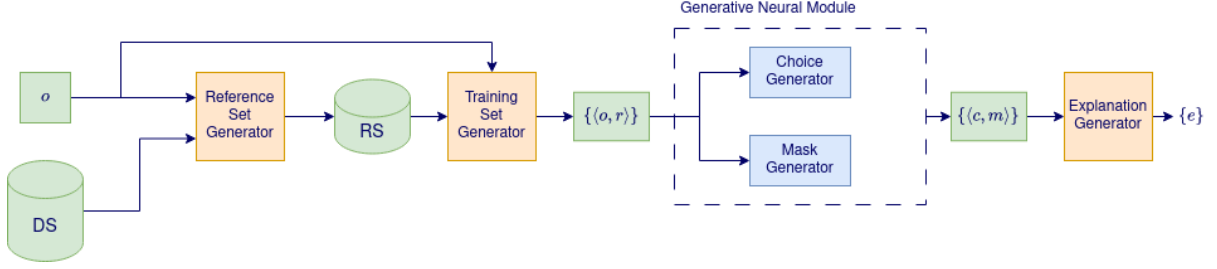 Generative Neural Module
o
Reference
Set
Generator
DS
RS
Training
Set
Generator
{⟨o, r⟩}
Choice
Generator
Mask
Generator
{⟨c, m⟩}
Explanation
Generator
{e}